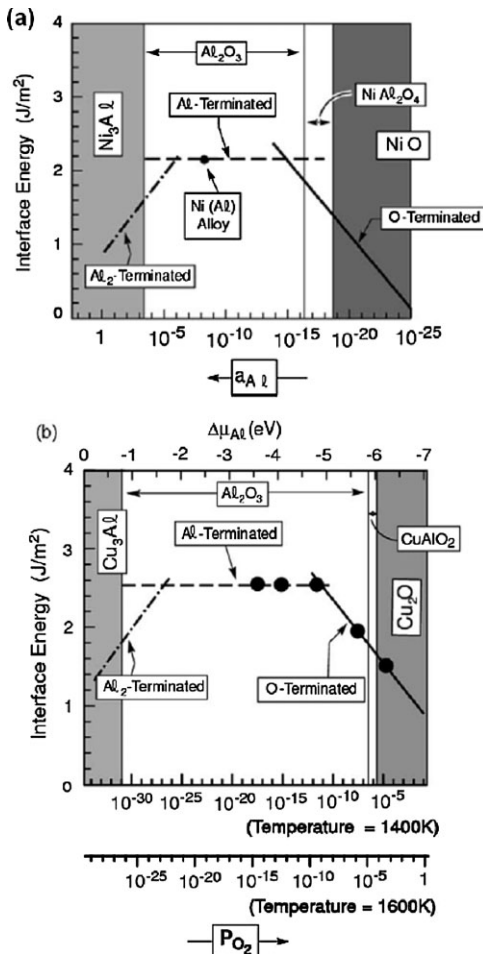 (a)
4
3
2
1
0
Interface Energy (J/m²)
Al₂O₃
Ni₃Al
Al-Terminated
Ni Al₂O₄
Ni O
Ni (Al)
Alloy
Al₂-Terminated
O-Terminated
1 10⁻⁵ 10⁻¹⁰ 10⁻¹⁵ 10⁻²⁰ 10⁻²⁵
a Al
(b)
Δμ Al (eV)
0 -1 -2 -3 -4 -5 -6 -7
4
3
2
1
0
Interface Energy (J/m²)
Al₂O₃
Cu₃Al
Al-Terminated
CuAlO₂
Cu₂O
Al₂-Terminated
O-Terminated
10⁻³⁰ 10⁻²⁵ 10⁻²⁰ 10⁻¹⁵ 10⁻¹⁰ 10⁻⁵
(Temperature = 1400K)
10⁻²⁵ 10⁻²⁰ 10⁻¹⁵ 10⁻¹⁰ 10⁻⁵ 1
(Temperature = 1600K)
P O₂